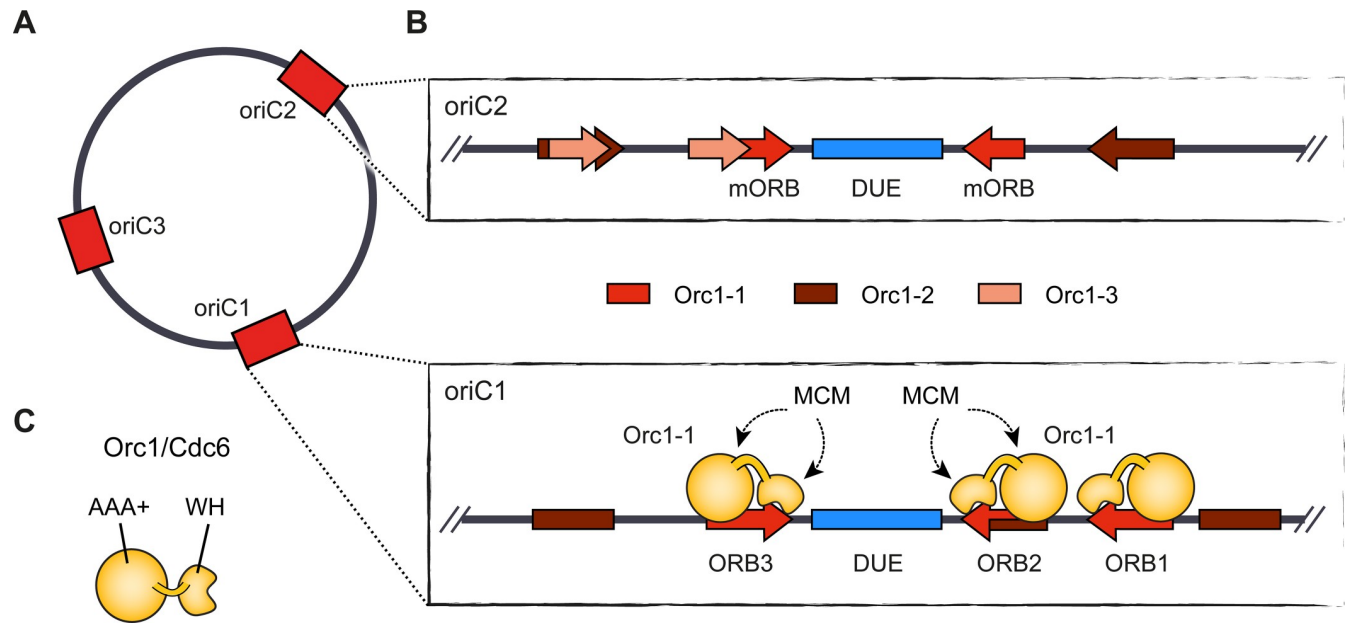 A
oriC2
oriC3
oriC1
B
oriC2
mORB
DUE
mORB
Orc1-1
Orc1-2
Orc1-3
oriC1
MCM
MCM
Orc1-1
Orc1-1
ORB3
DUE
ORB2
ORB1
C
Orc1/Cdc6
AAA+
WH